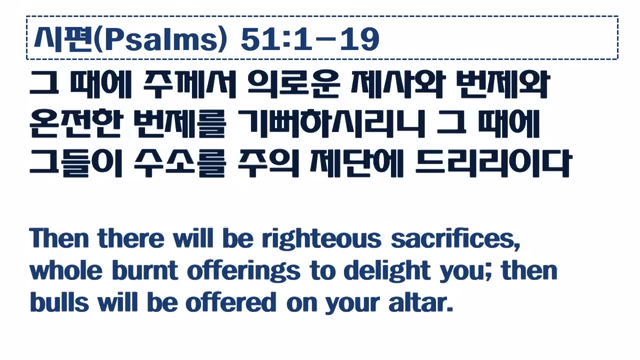 시편(Psalms) 51:1-19
그 때에 주께서 의로운 제사와 번제와
온전한 번제를 기뻐하시리니 그 때에
그들이 수소를 주의 제단에 드리리이다
Then there will be righteous sacrifices,
whole burnt offerings to delight you; then
bulls will be offered on your altar.